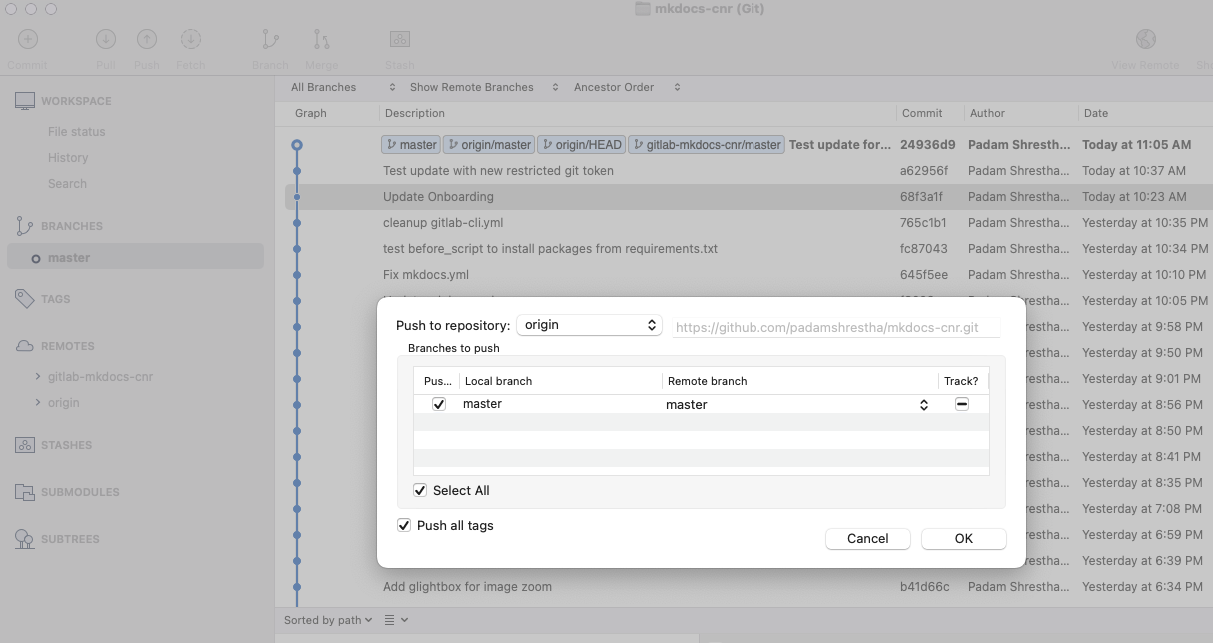 mkdocs-cnr (Git)
Commit Pull Push Fetch Branch Merge Stash View Remote
All Branches Show Remote Branches Ancestor Order
WORKSPACE
File status
History
Search
BRANCHES
master
TAGS
REMOTES
gitlab-mkdocs-cnr
origin
STASHES
SUBMODULES
SUBTREES
Graph Description Commit Author Date
master origin/master origin/HEAD gitlab-mkdocs-cnr/master Test update for... 24936d9 Padam Shrestha... Today at 11:05 AM
Test update with new restricted git token a62956f Padam Shrestha... Today at 10:37 AM
Update Onboarding 68f3a1f Padam Shrestha... Today at 10:23 AM
cleanup gitlab-cli.yml 765c1b1 Padam Shrestha... Yesterday at 10:35 PM
test before_script to install packages from requirements.txt fc87043 Padam Shrestha... Yesterday at 10:34 PM
Fix mkdocs.yml 645f5ee Padam Shrestha... Yesterday at 10:10 PM
Padam Shrestha... Yesterday at 10:05 PM
restha... Yesterday at 9:58 PM
restha... Yesterday at 9:50 PM
restha... Yesterday at 9:01 PM
restha... Yesterday at 8:56 PM
restha... Yesterday at 8:50 PM
restha... Yesterday at 8:41 PM
restha... Yesterday at 8:35 PM
restha... Yesterday at 7:08 PM
restha... Yesterday at 6:59 PM
restha... Yesterday at 6:39 PM
Add glightbox for image zoom b41d66c Padam Shrestha... Yesterday at 6:34 PM
Push to repository: origin https://github.com/padamshrestha/mkdocs-cnr.git
Branches to push
Pus... Local branch Remote branch Track?
master master
Select All
Push all tags
Cancel OK
Sorted by path